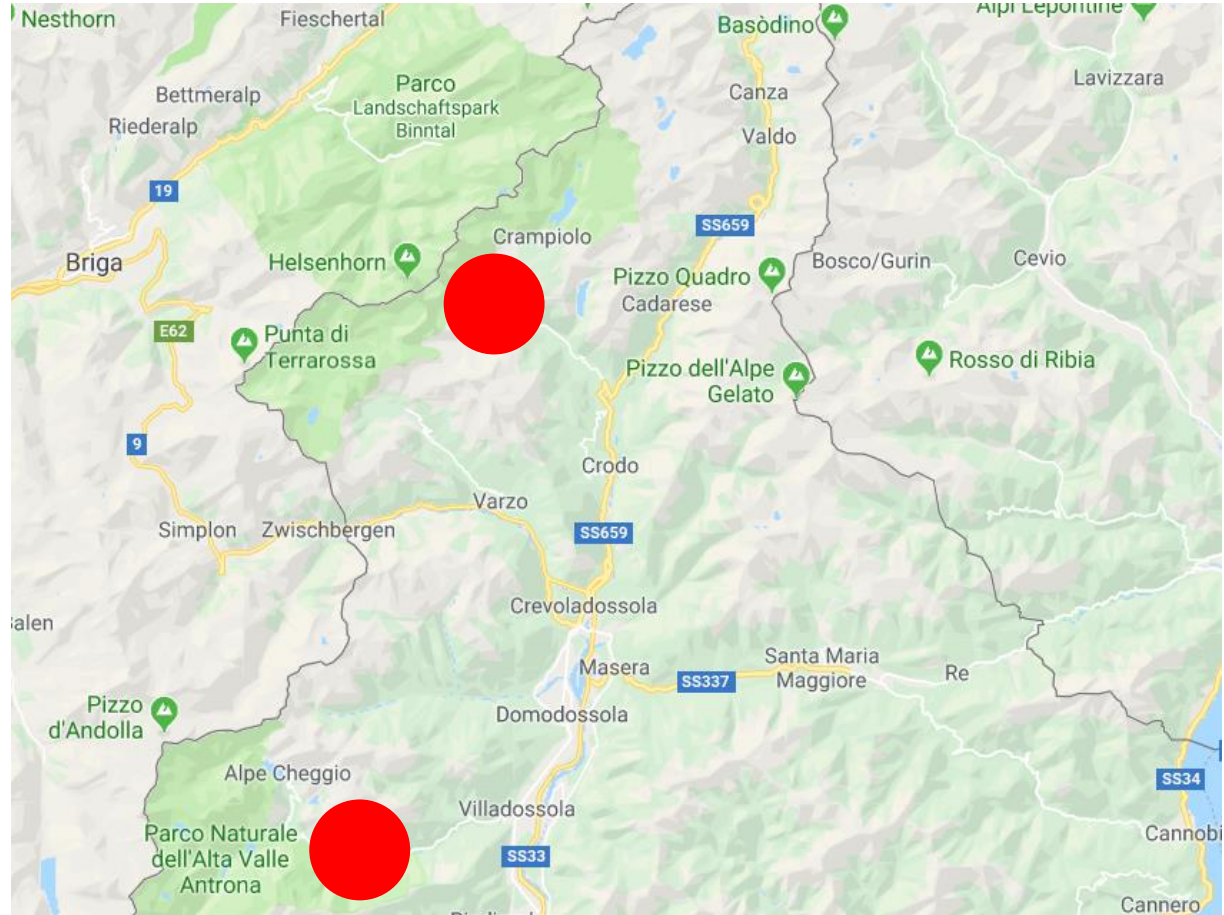 Nesthorn
Fieschertal
Basòdino
Alpi Lepontine
Parco
Landschaftspark
Binntal
Bettmeralp
Riederalp
Canza
Lavizzara
Valdo
19
SS659
Crampiolo
Briga
Helsenhorn
Pizzo Quadro
Bosco/Gurin
Cevio
Cadarese
E62
Punta di
Terrarossa
Pizzo dell'Alpe
Gelato
Rosso di Ribia
9
Crodo
Varzo
Simplon
Zwischbergen
SS659
Crevoladossola
Masera
SS337
Santa Maria
Maggiore
Re
Pizzo
d'Andolla
Domodossola
Alpe Cheggio
SS34
Villadossola
Parco Naturale
dell'Alta Valle
Antrona
SS33
Cannobi
Cannero